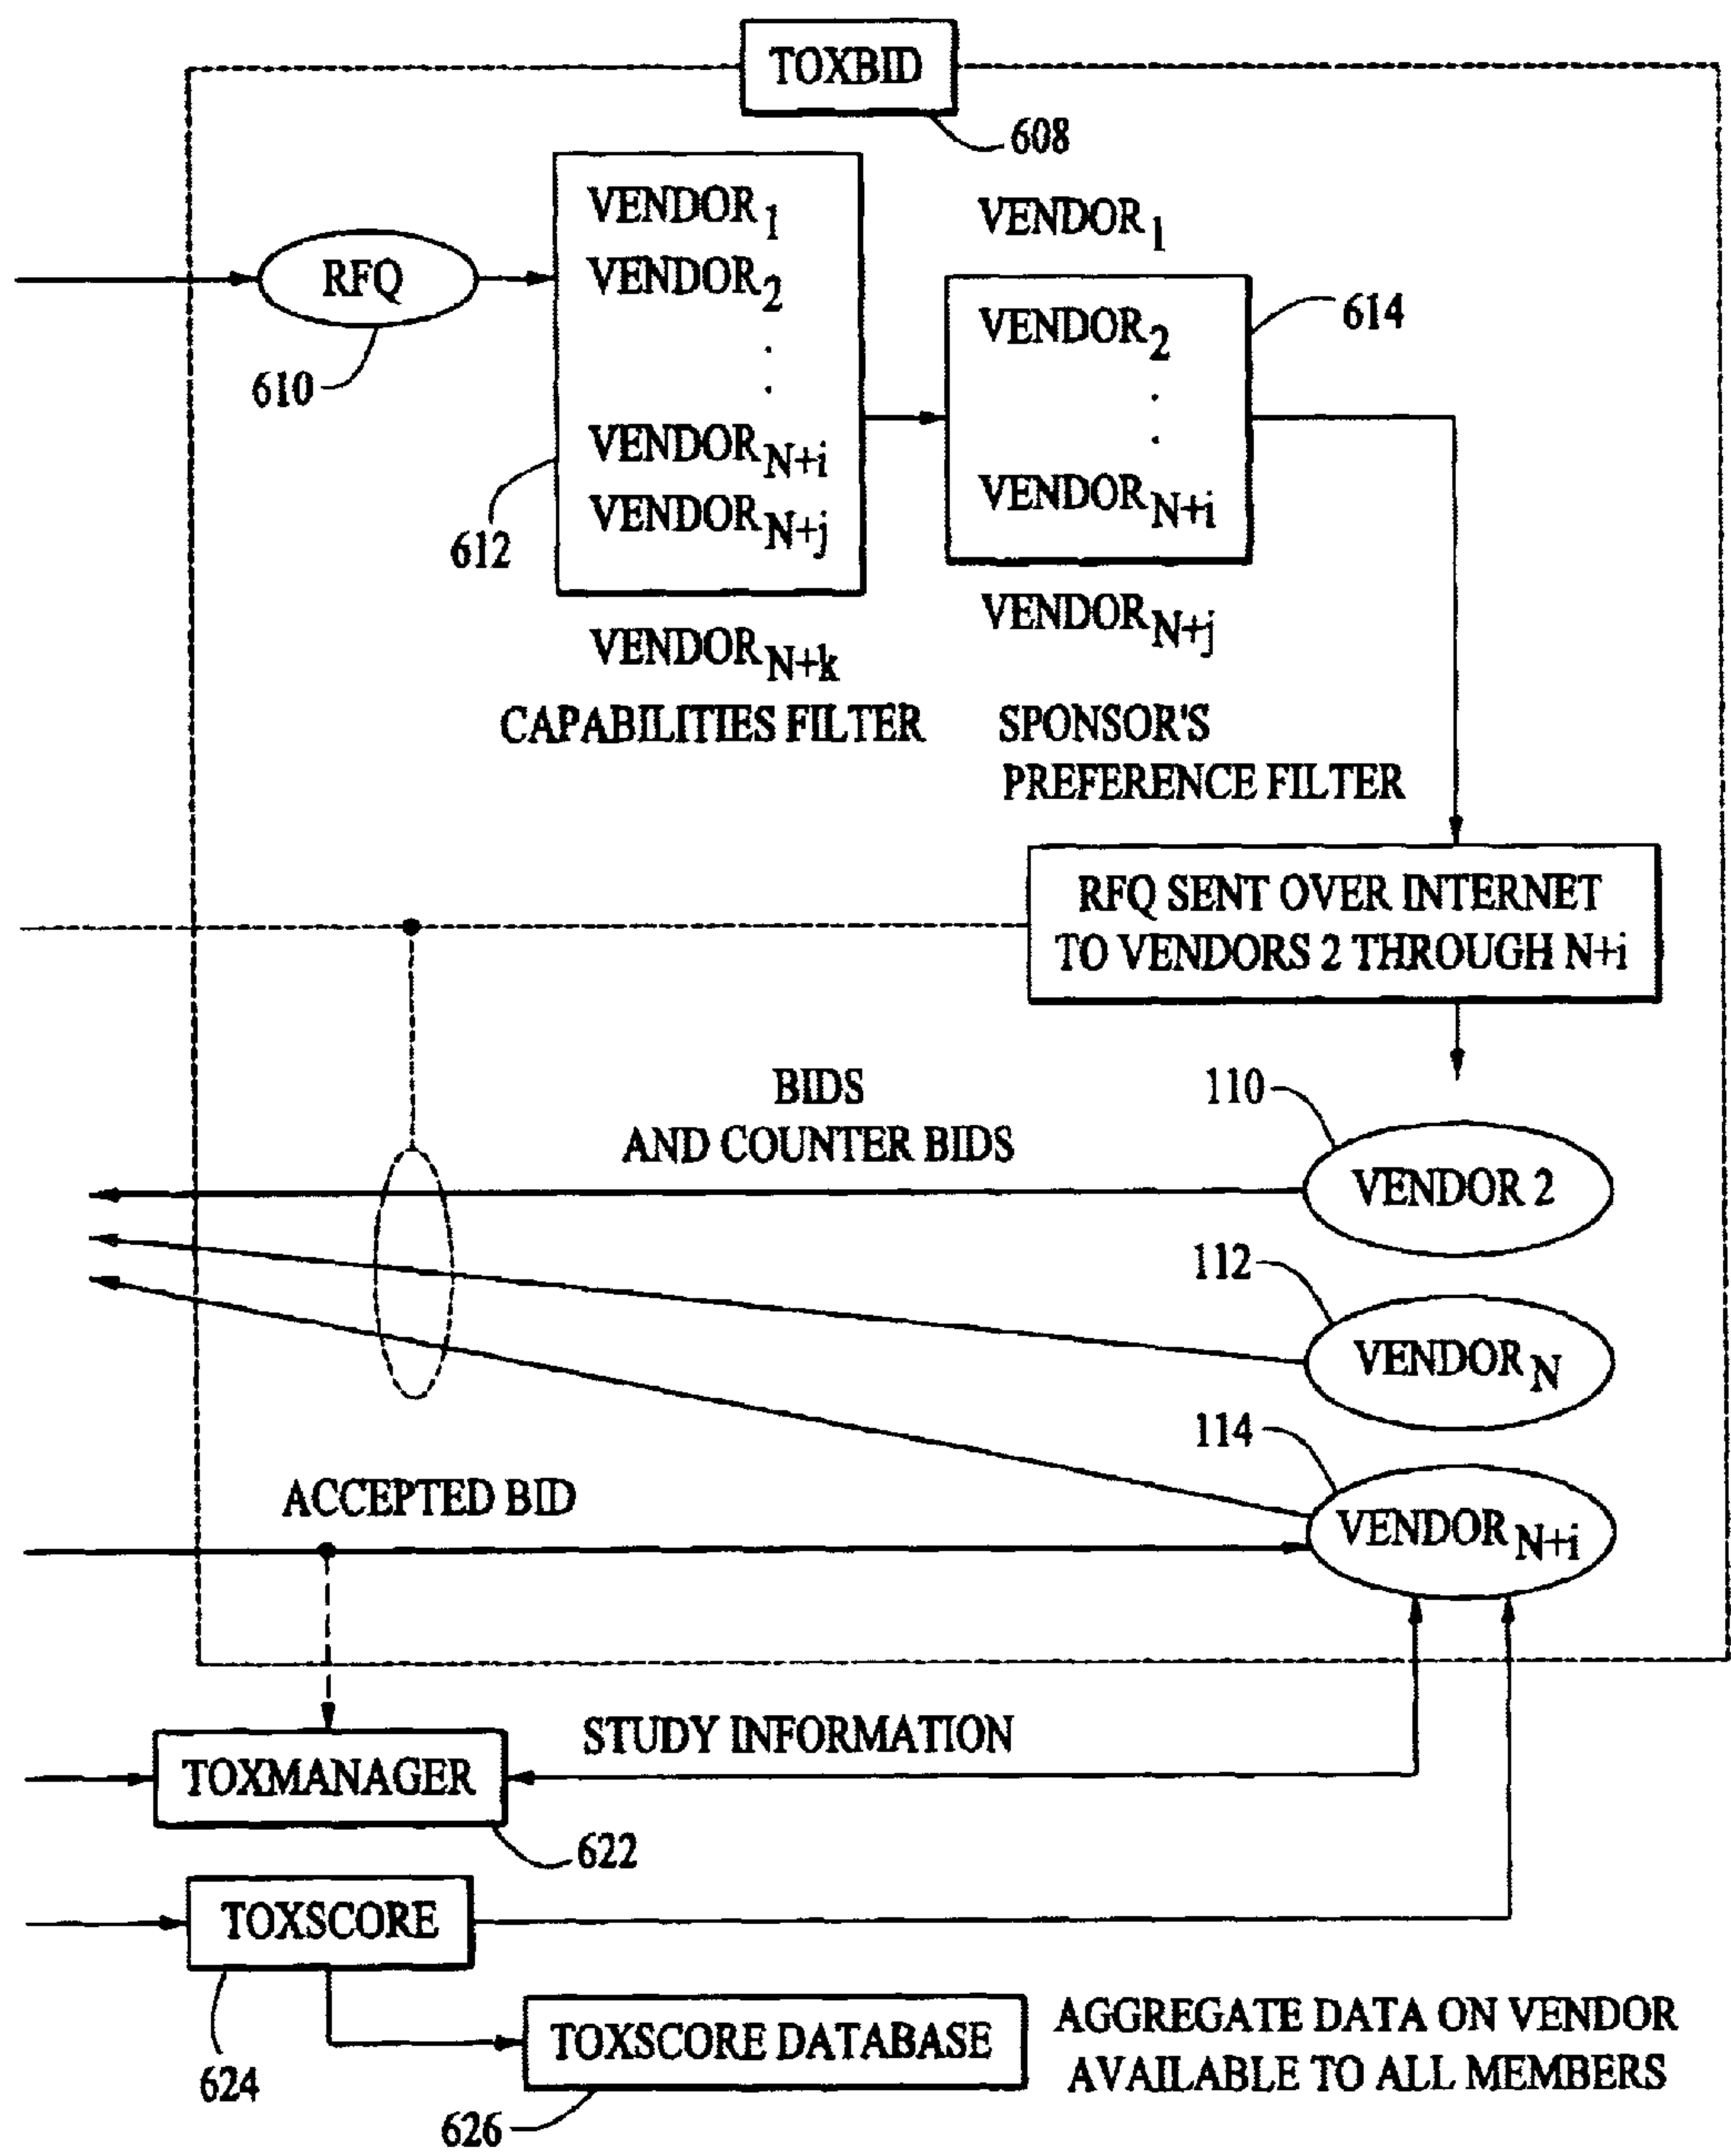 TOXBID
608
VENDOR1
VENDOR2
.
.
VENDORN+i
VENDORN+j
VENDORN+k
CAPABILITIES FILTER
RFQ
610
612
VENDOR1
VENDOR2
.
.
VENDORN+i
VENDORN+j
614
SPONSOR'S
PREFERENCE FILTER
RFQ SENT OVER INTERNET
TO VENDORS 2 THROUGH N+i
BIDS
AND COUNTER BIDS
110
VENDOR 2
112
VENDORN
114
VENDORN+i
ACCEPTED BID
STUDY INFORMATION
TOXMANAGER
622
TOXSCORE
624
TOXSCORE DATABASE
626
AGGREGATE DATA ON VENDOR
AVAILABLE TO ALL MEMBERS